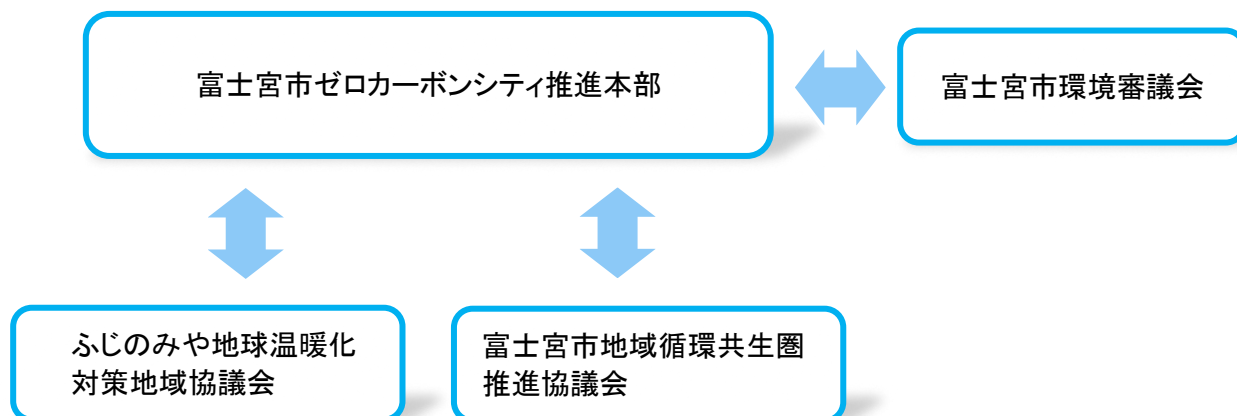 富士宮市ゼロカーボンシティ推進本部
富士宮市環境審議会
ふじのみや地球温暖化
対策地域協議会
富士宮市地域循環共生圏
推進協議会